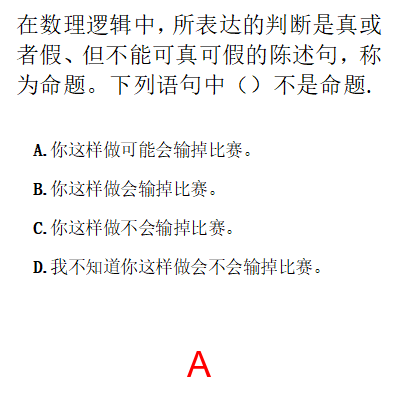 在数理逻辑中，所表达的判断是真或
者假、但不能可真可假的陈述句，称
为命题。下列语句中（）不是命题.
A. 你这样做可能会输掉比赛。
B. 你这样做会输掉比赛。
C. 你这样做不会输掉比赛。
D. 我不知道你这样做会不会输掉比赛。
A